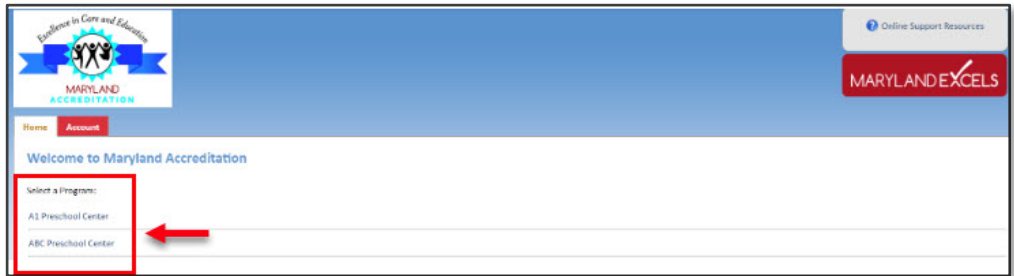 Excellence in Care and Education
MARYLAND
ACCREDITATION
Online Support Resources
MARYLAND EXCELS
Home Account
Welcome to Maryland Accreditation
Select a Program:
A1 Preschool Center
ABC Preschool Center